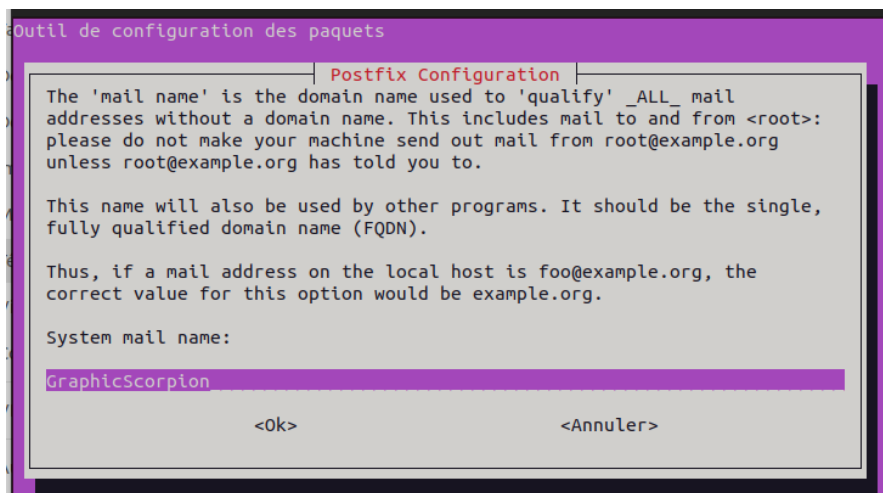 Outil de configuration des paquets
Postfix Configuration
The 'mail name' is the domain name used to 'qualify' _ALL_ mail
addresses without a domain name. This includes mail to and from <root>:
please do not make your machine send out mail from root@example.org
unless root@example.org has told you to.
This name will also be used by other programs. It should be the single,
fully qualified domain name (FQDN).
Thus, if a mail address on the local host is foo@example.org, the
correct value for this option would be example.org.
System mail name:
GraphicScorpion
<Ok> <Annuler>